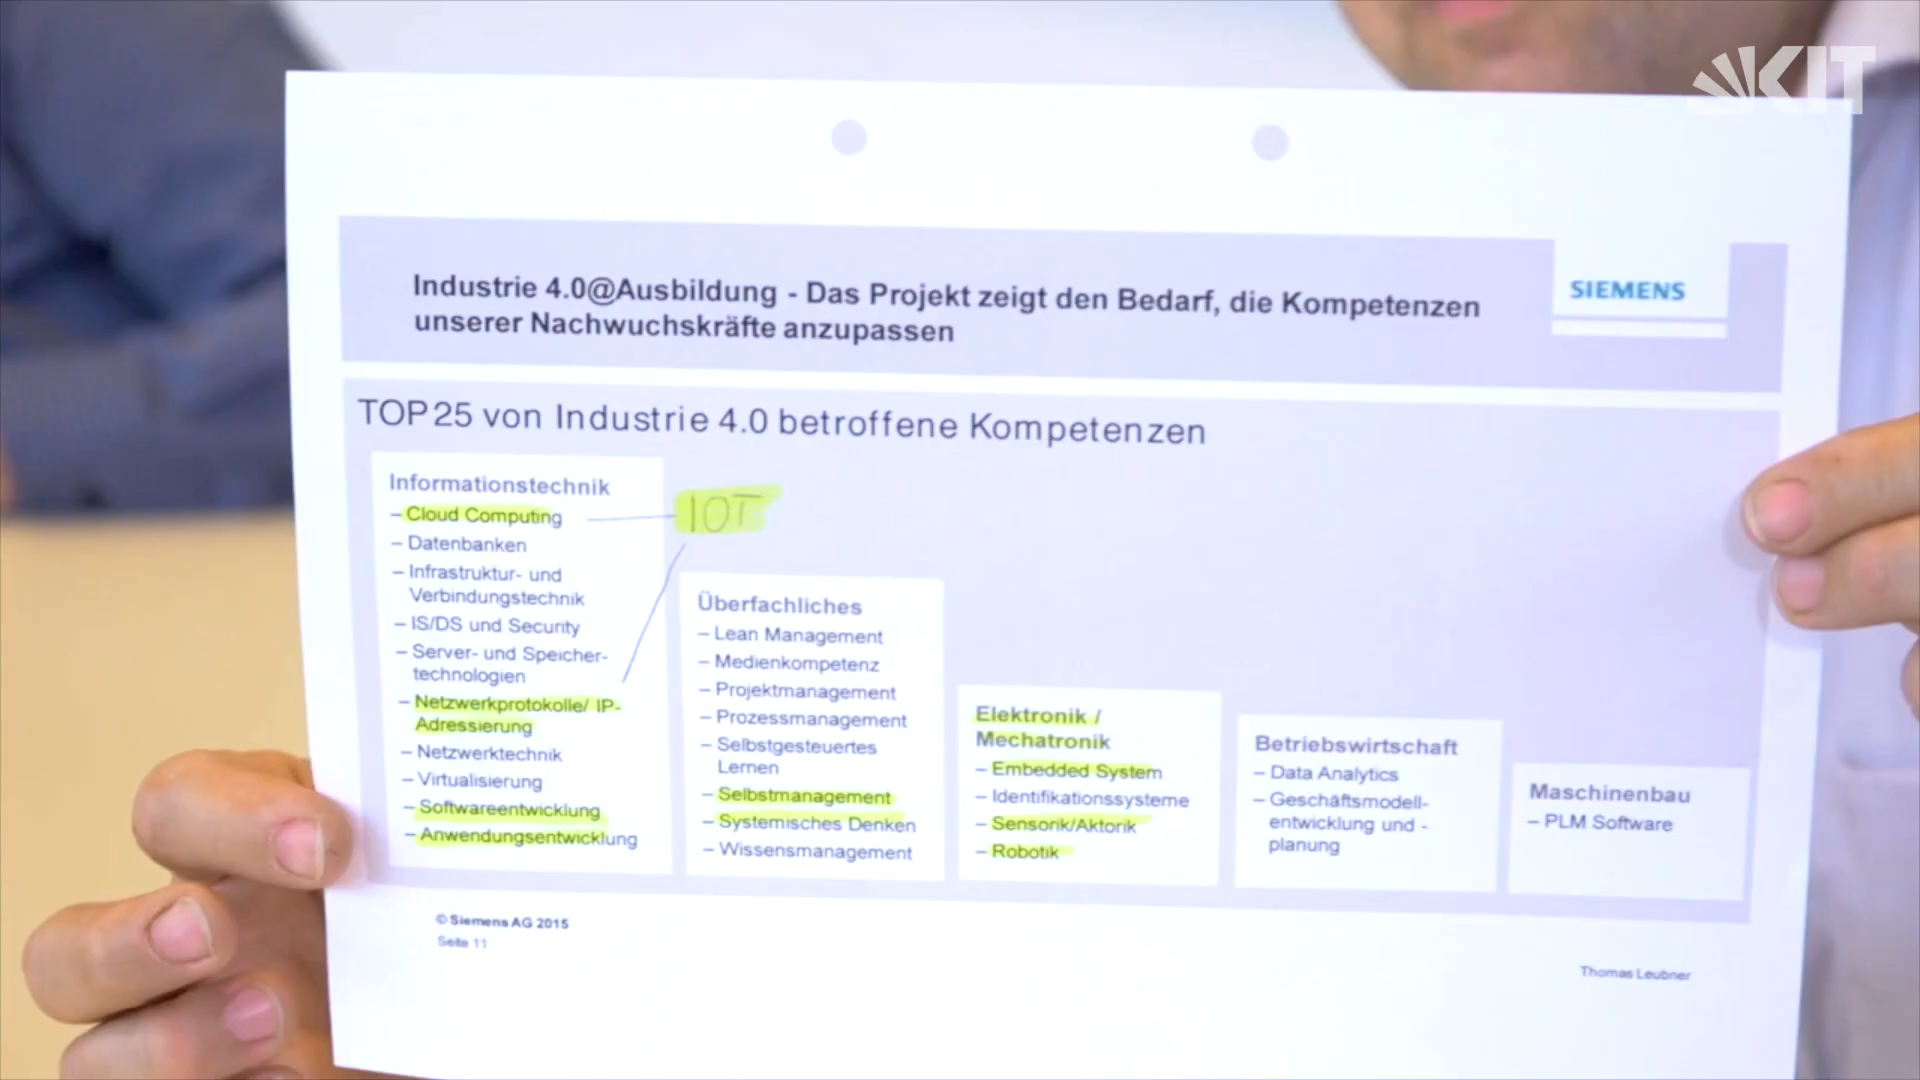 KIT
SIEMENS
Industrie 4.0@Ausbildung - Das Projekt zeigt den Bedarf, die Kompetenzen
unserer Nachwuchskräfte anzupassen
TOP25 von Industrie 4.0 betroffene Kompetenzen
Informationstechnik
– Cloud Computing
– Datenbanken
– Infrastruktur- und
Verbindungstechnik
– IS/DS und Security
– Server- und Speicher-
technologien
– Netzwerkprotokolle/ IP-
Adressierung
– Netzwerktechnik
– Virtualisierung
– Softwareentwicklung
– Anwendungsentwicklung
IOT
Überfachliches
– Lean Management
– Medienkompetenz
– Projektmanagement
– Prozessmanagement
– Selbstgesteuertes
Lernen
– Selbstmanagement
– Systemisches Denken
– Wissensmanagement
Elektronik /
Mechatronik
– Embedded System
– Identifikationssysteme
– Sensorik/Aktorik
– Robotik
Betriebswirtschaft
– Data Analytics
– Geschäftsmodell-
entwicklung und -
planung
Maschinenbau
– PLM Software
© Siemens AG 2015
Seite 11
Thomas Leubner